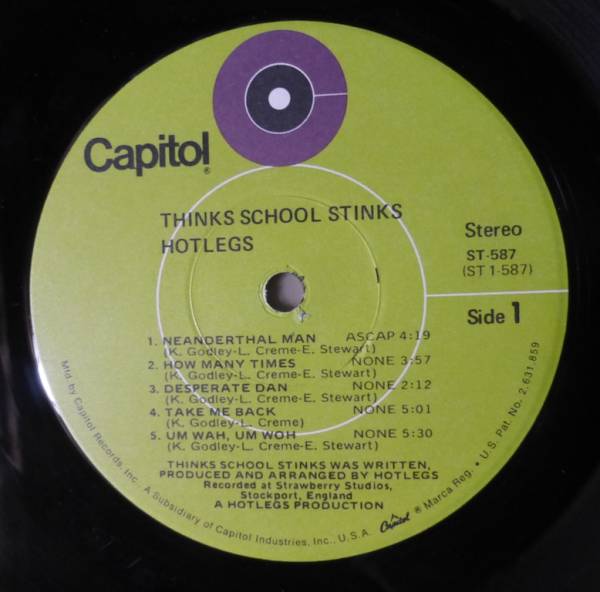 Capitol®
THINKS SCHOOL STINKS
HOTLEGS
Stereo
ST-587
(ST 1-587)
Side 1
1. NEANDERTHAL MAN ASCAP 4:19
(K. Godley-L. Creme-E. Stewart)
2. HOW MANY TIMES NONE 3:57
(K. Godley-L. Creme-E. Stewart)
3. DESPERATE DAN NONE 2:12
(K. Godley-L. Creme-E. Stewart)
4. TAKE ME BACK NONE 5:01
(K. Godley-L. Creme)
5. UM WAH, UM WOH NONE 5:30
(K. Godley-L. Creme-E. Stewart)
THINKS SCHOOL STINKS WAS WRITTEN,
PRODUCED AND ARRANGED BY HOTLEGS
Recorded at Strawberry Studios,
Stockport, England
A HOTLEGS PRODUCTION
Mfd. by Capitol Records, Inc., A Subsidiary of Capitol Industries, Inc., U.S.A. Capitol ® Marca Reg. • U.S. Pat. No. 2,631,859